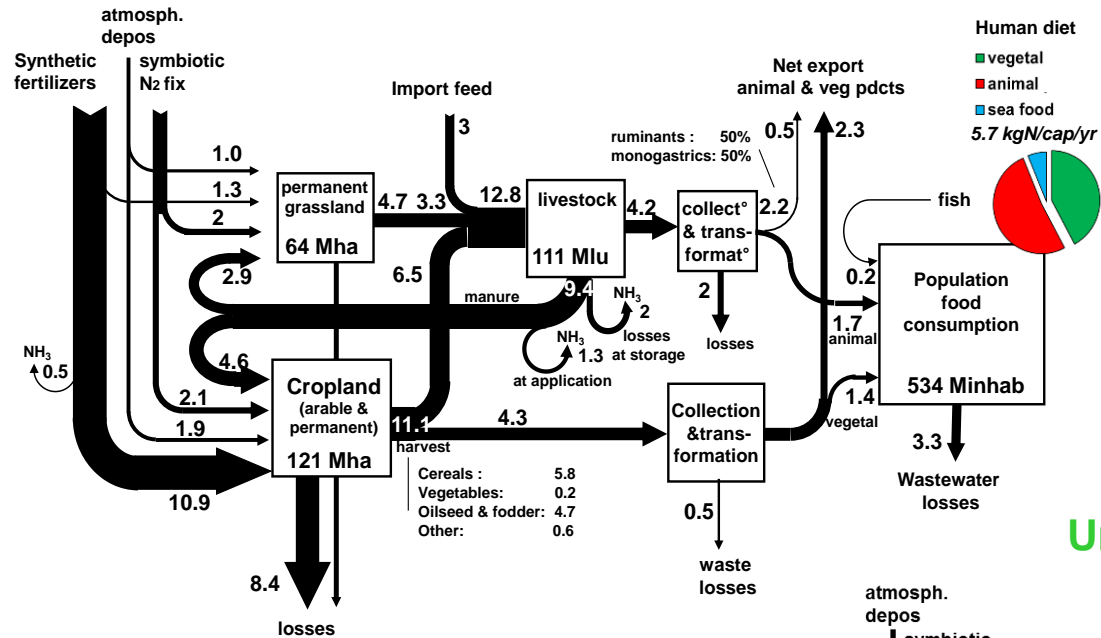 atmosph.
depos
Synthetic
fertilizers
symbiotic
N2 fix
Import feed
3
Net export
animal & veg pdcts
Human diet
vegetal
animal
sea food
5.7 kgN/cap/yr
ruminants : 50%
monogastrics: 50%
0.5
2.3
1.0
1.3
2
2.9
permanent
grassland
64 Mha
4.7
3.3
12.8
6.5
livestock
111 Mlu
4.2
collect°
& trans-
format°
2.2
fish
0.2
Population
food
consumption
534 Minhab
manure
9.4
NH3
2
losses
at storage
NH3
1.3
at application
2
losses
1.7
animal
1.4
vegetal
NH3
0.5
4.6
2.1
1.9
10.9
Cropland
(arable &
permanent)
121 Mha
11.1
harvest
4.3
Collection
&trans-
formation
Cereals : 5.8
Vegetables: 0.2
Oilseed & fodder: 4.7
Other: 0.6
0.5
waste
losses
3.3
Wastewater
losses
8.4
losses
atmosph.
depos
symbiotic